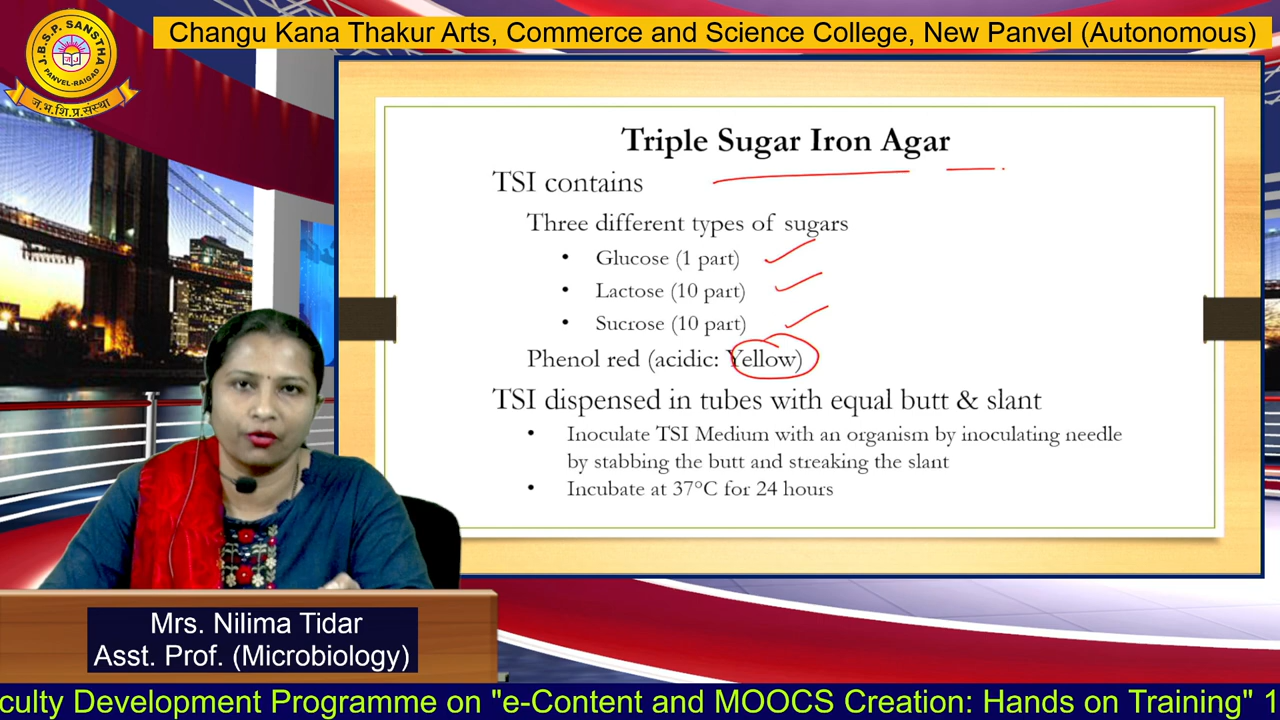 J.B.S.P. SANSTHA
PANVEL-RAIGAD
ज.भ.शि.प्र.संस्था
Changu Kana Thakur Arts, Commerce and Science College, New Panvel (Autonomous)
Triple Sugar Iron Agar
TSI contains
Three different types of sugars
• Glucose (1 part)
• Lactose (10 part)
• Sucrose (10 part)
Phenol red (acidic: Yellow)
TSI dispensed in tubes with equal butt & slant
• Inoculate TSI Medium with an organism by inoculating needle
by stabbing the butt and streaking the slant
• Incubate at 37°C for 24 hours
Mrs. Nilima Tidar
Asst. Prof. (Microbiology)
culty Development Programme on "e-Content and MOOCS Creation: Hands on Training" 1